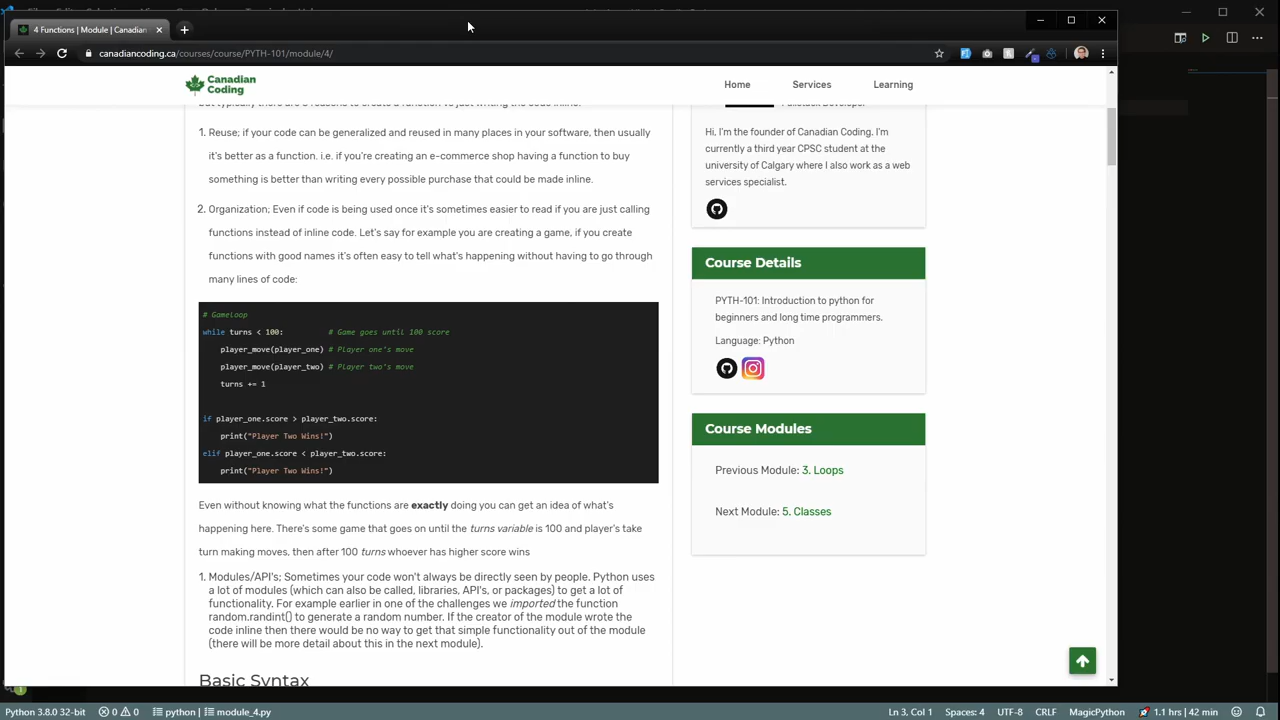 4 Functions | Module | Canadian
canadiancoding.ca/courses/course/PYTH-101/module/4/
Canadian
Coding
Home
Services
Learning
1. Reuse; if your code can be generalized and reused in many places in your software, then usually
it's better as a function. i.e. if you're creating an e-commerce shop having a function to buy
something is better than writing every possible purchase that could be made inline.
2. Organization; Even if code is being used once it's sometimes easier to read if you are just calling
functions instead of inline code. Let's say for example you are creating a game, if you create
functions with good names it's often easy to tell what's happening without having to go through
many lines of code:
# Gameloop
while turns < 100: # Game goes until 100 score
player_move(player_one) # Player one's move
player_move(player_two) # Player two's move
turns += 1
if player_one.score > player_two.score:
print("Player Two Wins!")
elif player_one.score < player_two.score:
print("Player Two Wins!")
Even without knowing what the functions are exactly doing you can get an idea of what's
happening here. There's some game that goes on until the turns variable is 100 and player's take
turn making moves, then after 100 turns whoever has higher score wins
1. Modules/API's; Sometimes your code won't always be directly seen by people. Python uses
a lot of modules (which can also be called, libraries, API's, or packages) to get a lot of
functionality. For example earlier in one of the challenges we imported the function
random.randint() to generate a random number. If the creator of the module wrote the
code inline then there would be no way to get that simple functionality out of the module
(there will be more detail about this in the next module).
Basic Syntax
Hi, I'm the founder of Canadian Coding. I'm
currently a third year CPSC student at the
university of Calgary where I also work as a web
services specialist.
Course Details
PYTH-101: Introduction to python for
beginners and long time programmers.
Language: Python
Course Modules
Previous Module: 3. Loops
Next Module: 5. Classes
Python 3.8.0 32-bit
0
0
python | module_4.py
Ln 3, Col 1
Spaces: 4
UTF-8
CRLF
MagicPython
1.1 hrs | 42 min